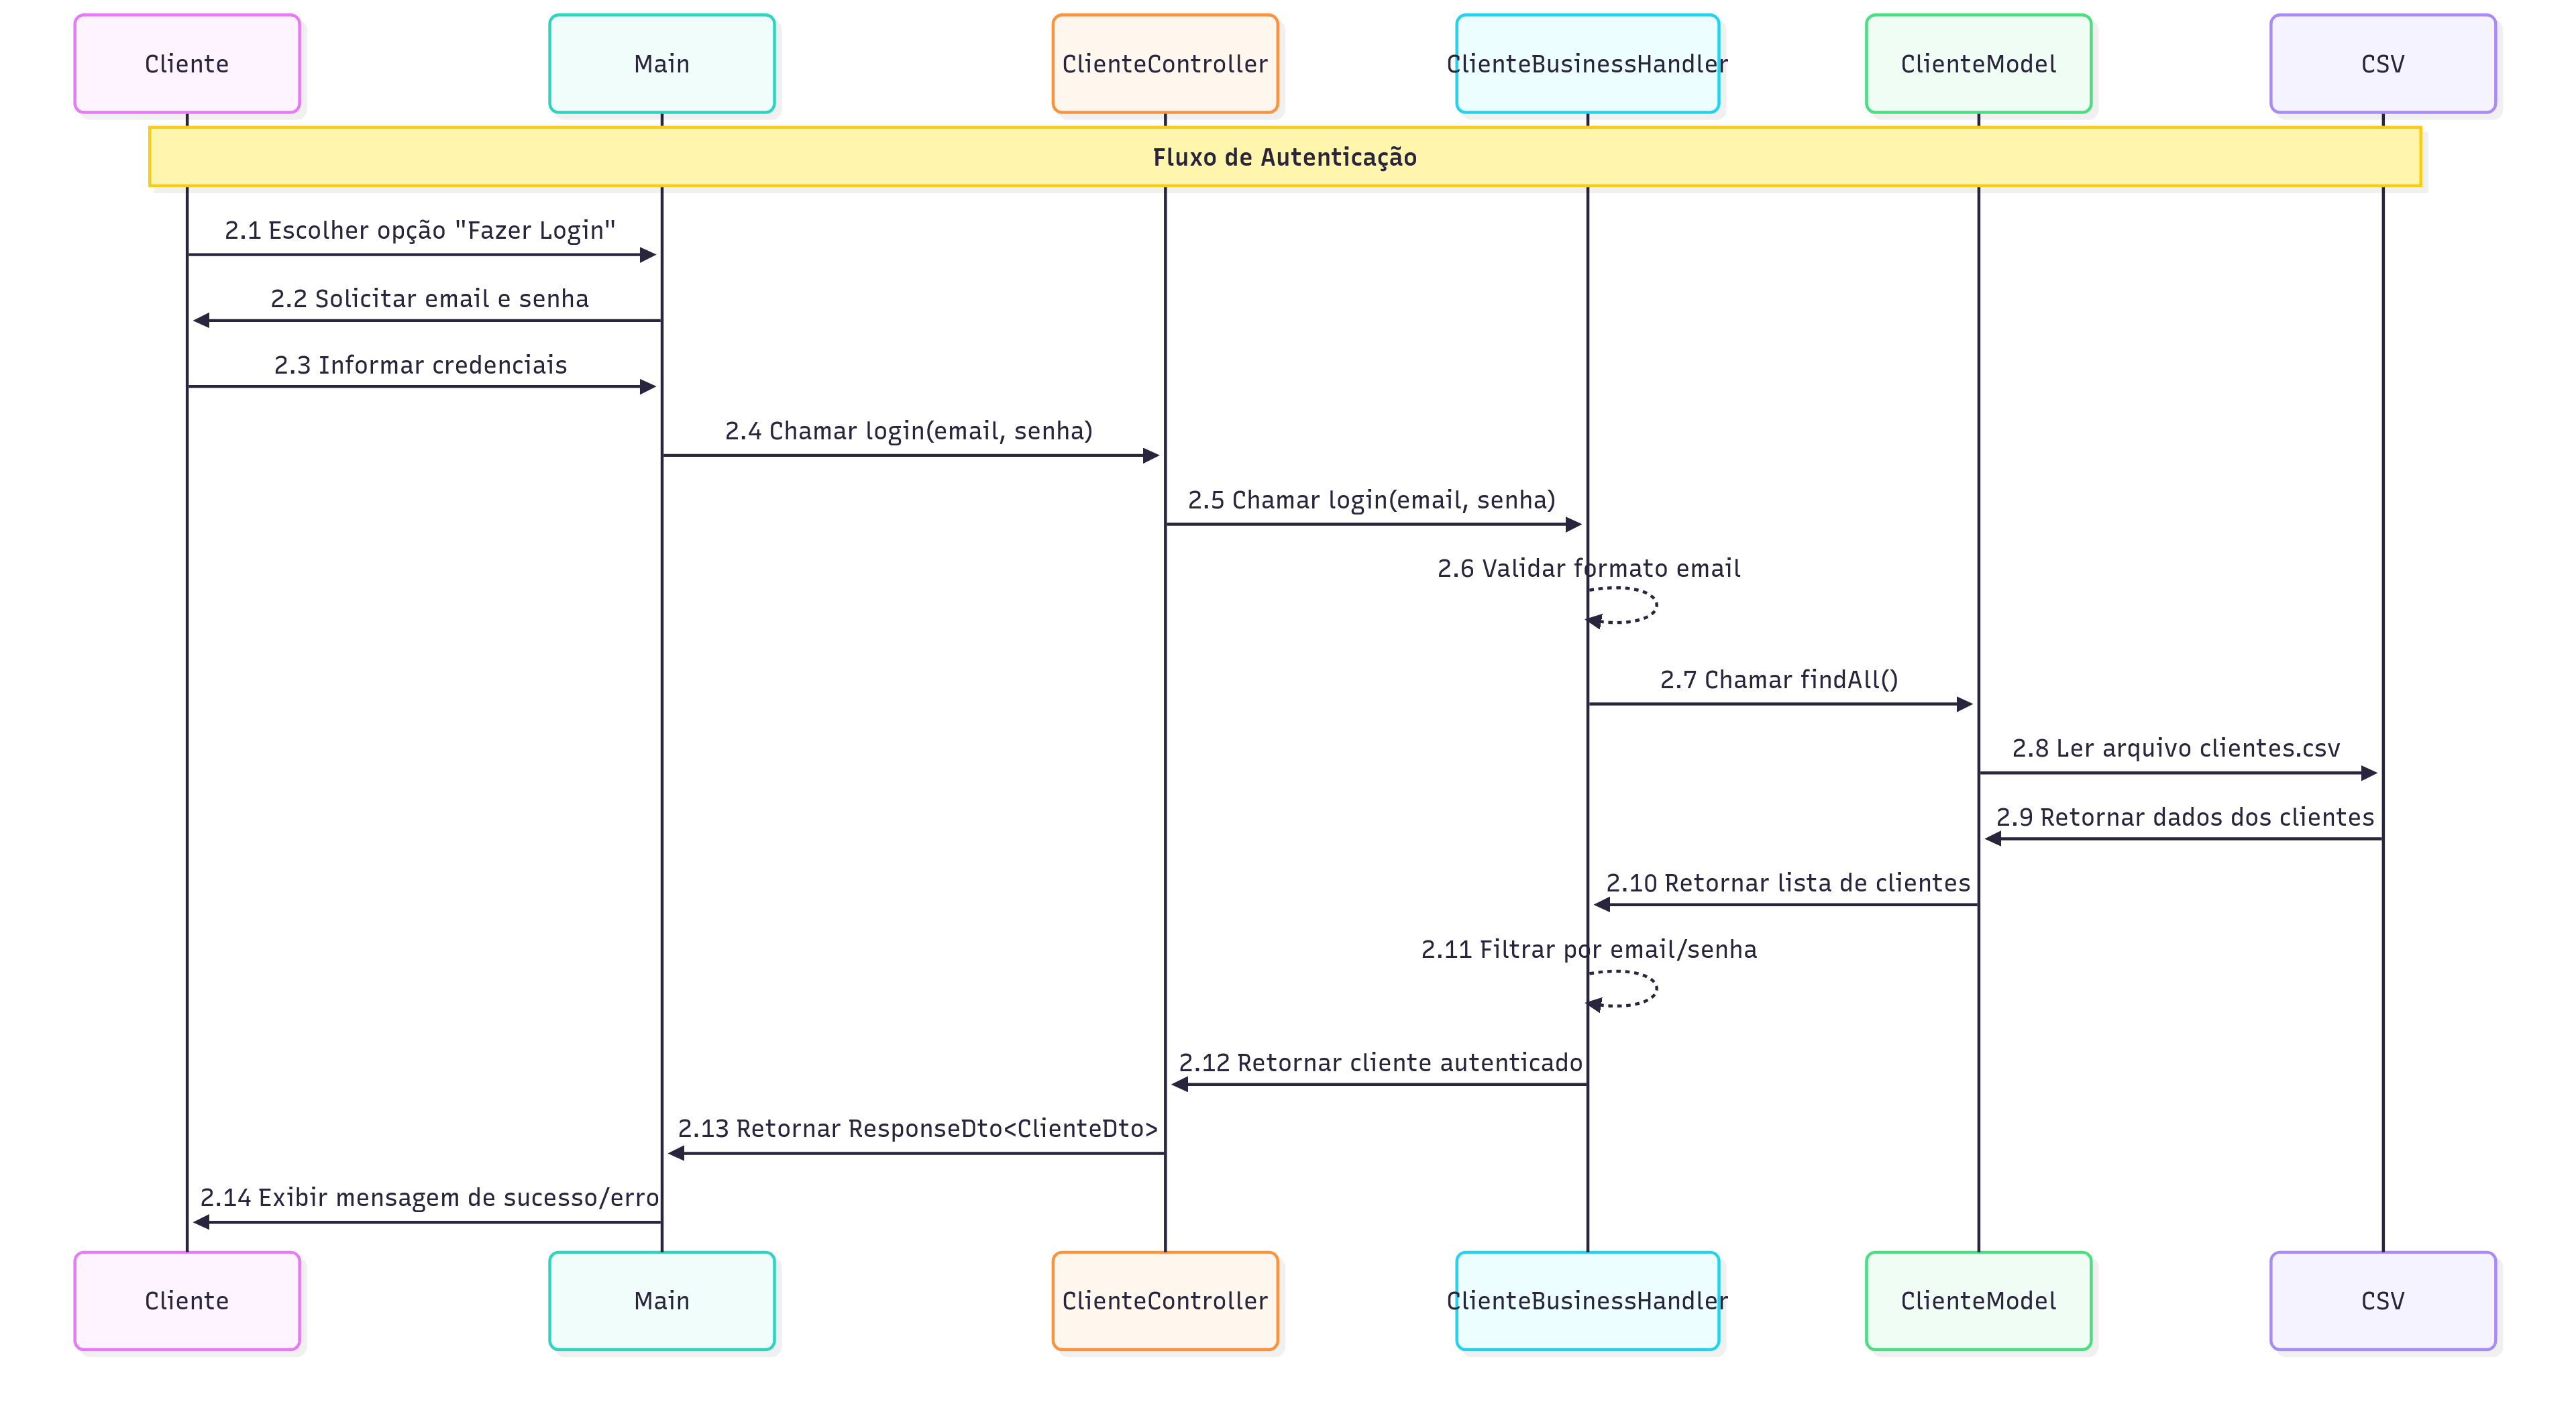 Cliente
Main
ClienteController
ClienteBusinessHandler
ClienteModel
CSV
Fluxo de Autenticação
2.1 Escolher opção "Fazer Login"
2.2 Solicitar email e senha
2.3 Informar credenciais
2.4 Chamar login(email, senha)
2.5 Chamar login(email, senha)
2.6 Validar formato email
2.7 Chamar findAll()
2.8 Ler arquivo clientes.csv
2.9 Retornar dados dos clientes
2.10 Retornar lista de clientes
2.11 Filtrar por email/senha
2.12 Retornar cliente autenticado
2.13 Retornar ResponseDto<ClienteDto>
2.14 Exibir mensagem de sucesso/erro
Cliente
Main
ClienteController
ClienteBusinessHandler
ClienteModel
CSV